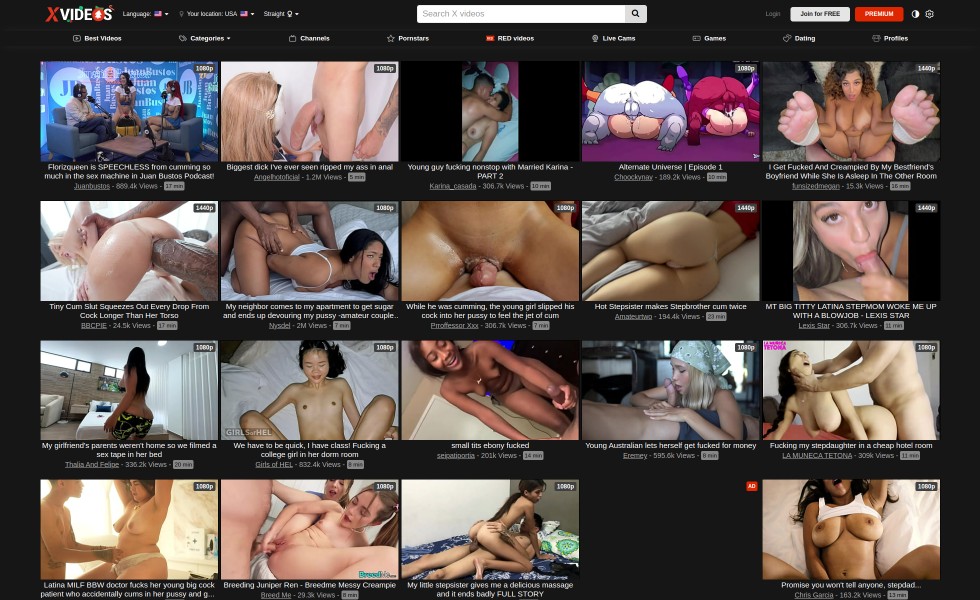 XVIDEOS
Language:
Your location: USA
Straight
Search X videos
Login
Join for FREE
PREMIUM
Best Videos
Categories
Channels
Pornstars
RED videos
Live Cams
Games
Dating
Profiles
1080p
1080p
1080p
1440p
Florizqueen is SPEECHLESS from cumming so
much in the sex machine in Juan Bustos Podcast!
Juanbustos - 889.4k Views - 17 min
Biggest dick I've ever seen ripped my ass in anal
Angelhotoficial - 1.2M Views - 5 min
Young guy fucking nonstop with Married Karina -
PART 2
Karina_casada - 306.7k Views - 10 min
Alternate Universe | Episode 1
Choockynay - 189.2k Views - 10 min
I Get Fucked And Creampied By My Bestfriend's
Boyfriend While She Is Asleep In The Other Room
funsizedmegan - 15.3k Views - 16 min
1440p
1080p
1080p
1440p
1440p
Tiny Cum Slut Squeezes Out Every Drop From
Cock Longer Than Her Torso
BBCPIE - 24.5k Views - 17 min
My neighbor comes to my apartment to get sugar
and ends up devouring my pussy -amateur couple..
Nysdel - 2M Views - 7 min
While he was cumming, the young girl slipped his
cock into her pussy to feel the jet of cum
Prroffessor Xxx - 306.7k Views - 7 min
Hot Stepsister makes Stepbrother cum twice
Amateurtwo - 194.4k Views - 23 min
MT BIG TITTY LATINA STEPMOM WOKE ME UP
WITH A BLOWJOB - LEXIS STAR
Lexis Star - 306.7k Views - 11 min
1080p
1080p
1080p
LA MUÑECA
TETONA
1080p
GIRLSofHEL
My girlfriend's parents weren't home so we filmed a
sex tape in her bed
Thalia And Felipe - 336.2k Views - 20 min
We have to be quick, I have class! Fucking a
college girl in her dorm room
Girls of HEL - 832.4k Views - 8 min
small tits ebony fucked
seipatiportia - 201k Views - 14 min
Young Australian lets herself get fucked for money
Eremey - 595.6k Views - 8 min
Fucking my stepdaughter in a cheap hotel room
LA MUNECA TETONA - 309k Views - 11 min
1080p
1080p
1080p
AD
1080p
Latina MILF BBW doctor fucks her young big cock
patient who accidentally cums in her pussy and g...
Breeding Juniper Ren - Breedme Messy Creampie
Breed Me - 29.3k Views - 6 min
My little stepsister gives me a delicious massage
and it ends badly FULL STORY
Promise you won't tell anyone, stepdad...
Chris Garcia - 163.2k Views - 13 min